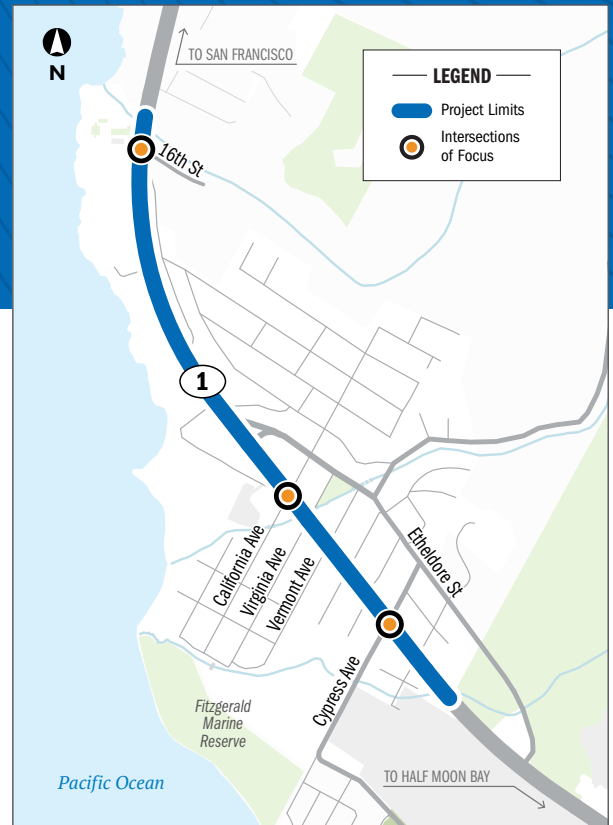 N
TO SAN FRANCISCO
LEGEND
Project Limits
Intersections
of Focus
16th St
1
California Ave
Virginia Ave
Vermont Ave
Etheldore St
Cypress Ave
Fitzgerald
Marine
Reserve
Pacific Ocean
TO HALF MOON BAY